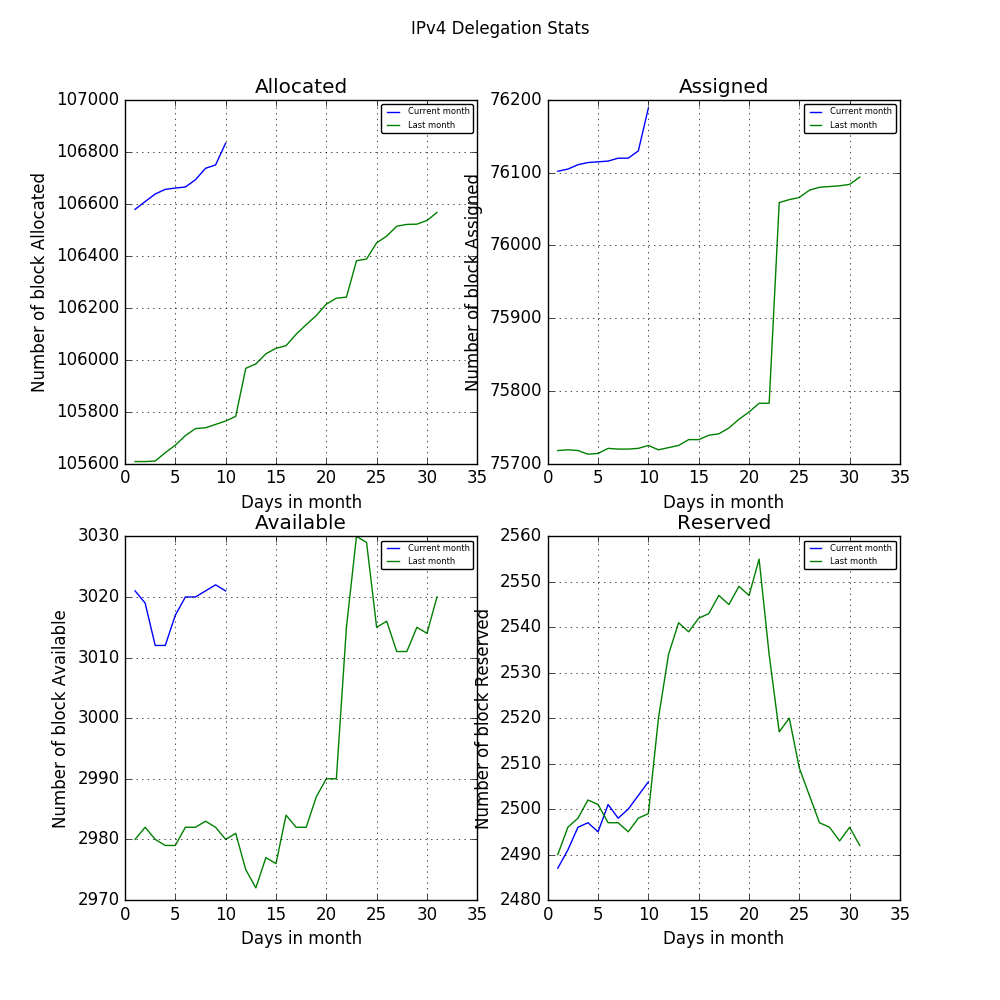 IPv4 Delegation Stats
Allocated
Number of block Allocated
107000
106800
106600
106400
106200
106000
105800
105600
0 5 10 15 20 25 30 35
Days in month
Current month
Last month
Assigned
Number of block Assigned
76200
76100
76000
75900
75800
75700
0 5 10 15 20 25 30 35
Days in month
Current month
Last month
Available
Number of block Available
3030
3020
3010
3000
2990
2980
2970
0 5 10 15 20 25 30 35
Days in month
Current month
Last month
Reserved
Number of block Reserved
2560
2550
2540
2530
2520
2510
2500
2490
2480
0 5 10 15 20 25 30 35
Days in month
Current month
Last month